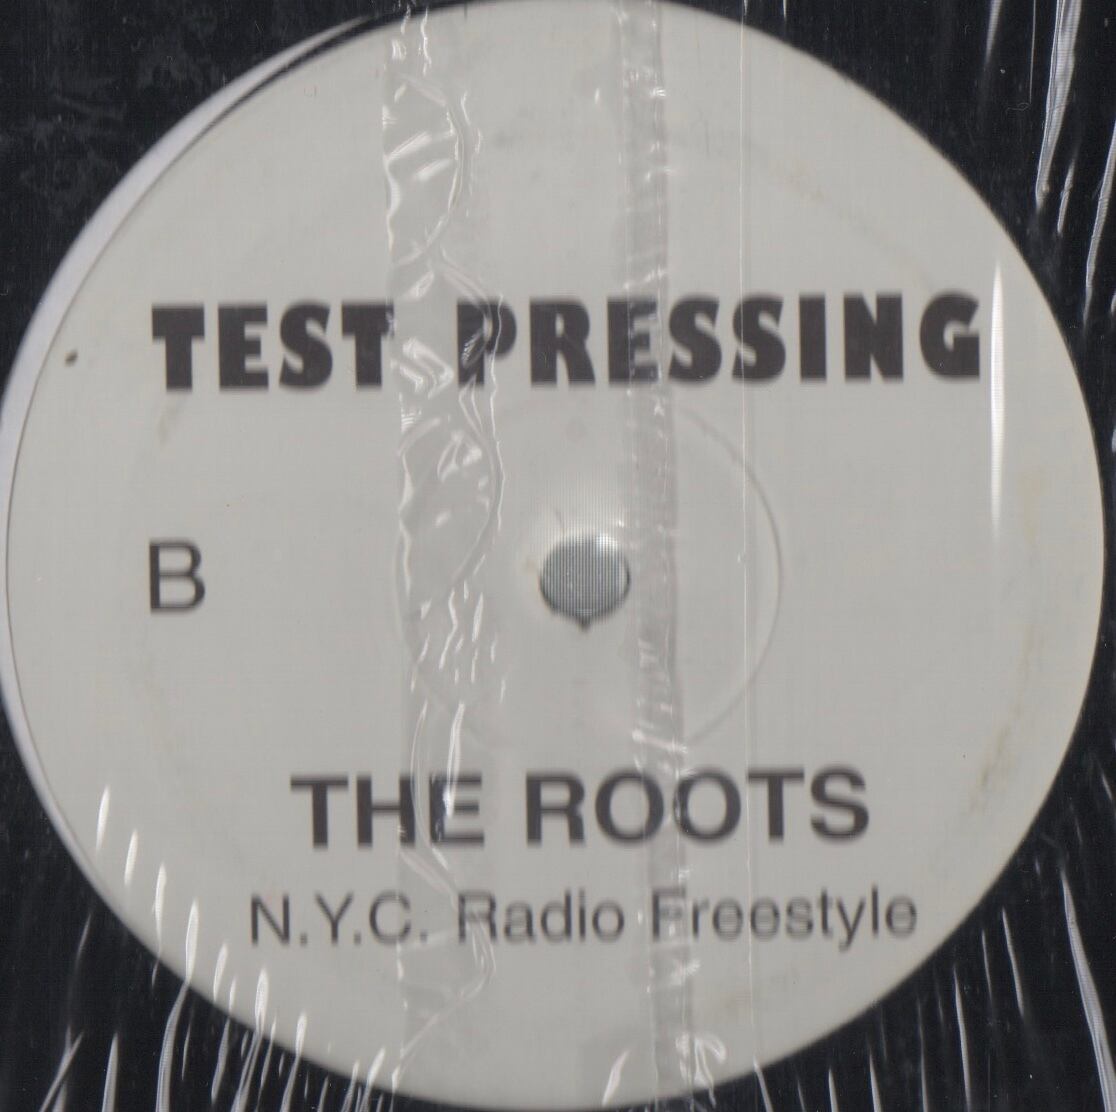 TEST PRESSING
B
THE ROOTS
N.Y.C. Radio Freestyle